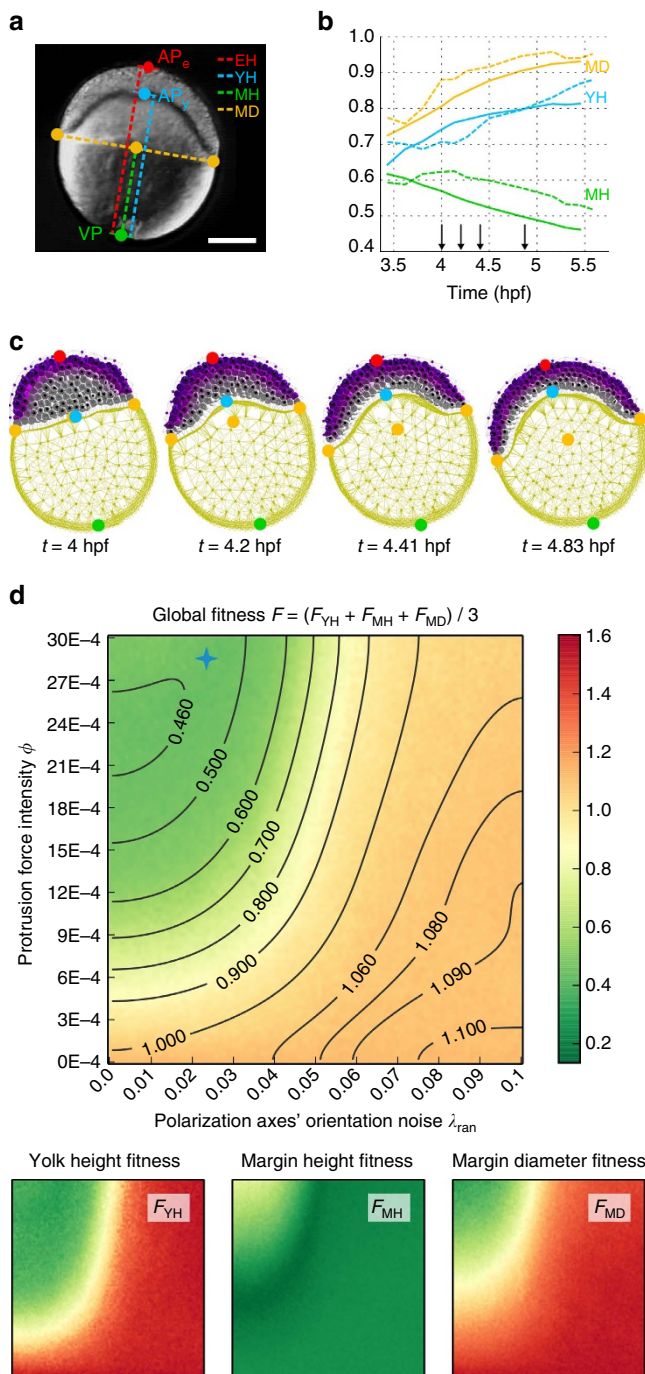 a
APe
APy
VP
EH
YH
MH
MD
b
1.0
0.9
0.8
0.7
0.6
0.5
0.4
MD
YH
MH
3.5
4
4.5
5
5.5
Time (hpf)
c
t = 4 hpf
t = 4.2 hpf
t = 4.41 hpf
t = 4.83 hpf
d
Global fitness F = (F_YH + F_MH + F_MD) / 3
30E–4
27E–4
24E–4
21E–4
18E–4
15E–4
12E–4
9E–4
6E–4
3E–4
0E–4
Protrusion force intensity ϕ
0.460
0.500
0.600
0.700
0.800
0.900
1.000
1.060
1.080
1.090
1.100
0.0
0.01
0.02
0.03
0.04
0.05
0.06
0.07
0.08
0.09
0.1
Polarization axes' orientation noise λran
1.6
1.4
1.2
1.0
0.8
0.6
0.4
0.2
Yolk height fitness
F_YH
Margin height fitness
F_MH
Margin diameter fitness
F_MD